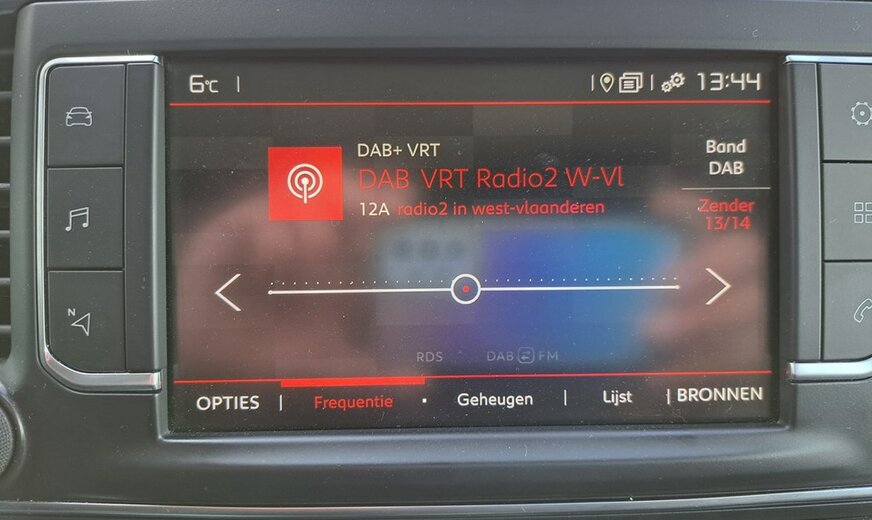 6°C
13:44
DAB+ VRT
DAB VRT Radio2 W-Vl
12A radio2 in west-vlaanderen
Band
DAB
Zender
13/14
N
RDS DAB FM
OPTIES | Frequentie · Geheugen | Lijst | BRONNEN